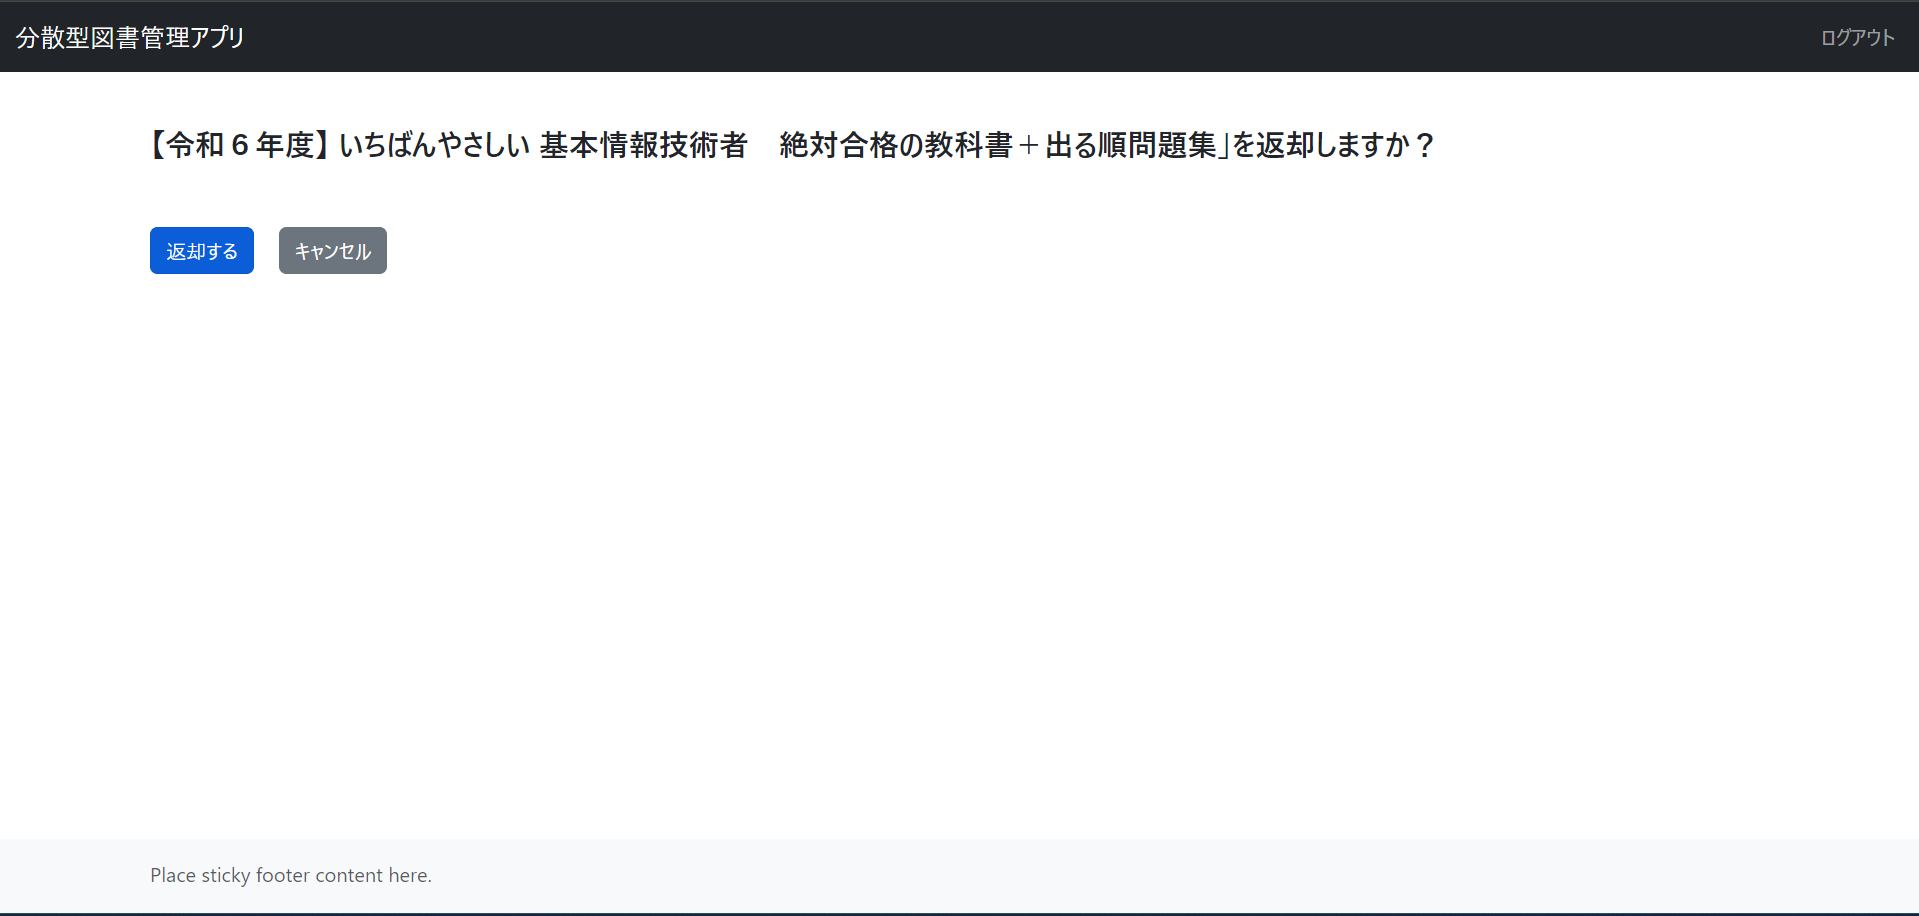 分散型図書管理アプリ
ログアウト
【令和６年度】 いちばんやさしい 基本情報技術者　絶対合格の教科書＋出る順問題集」を返却しますか？
返却する
キャンセル
Place sticky footer content here.